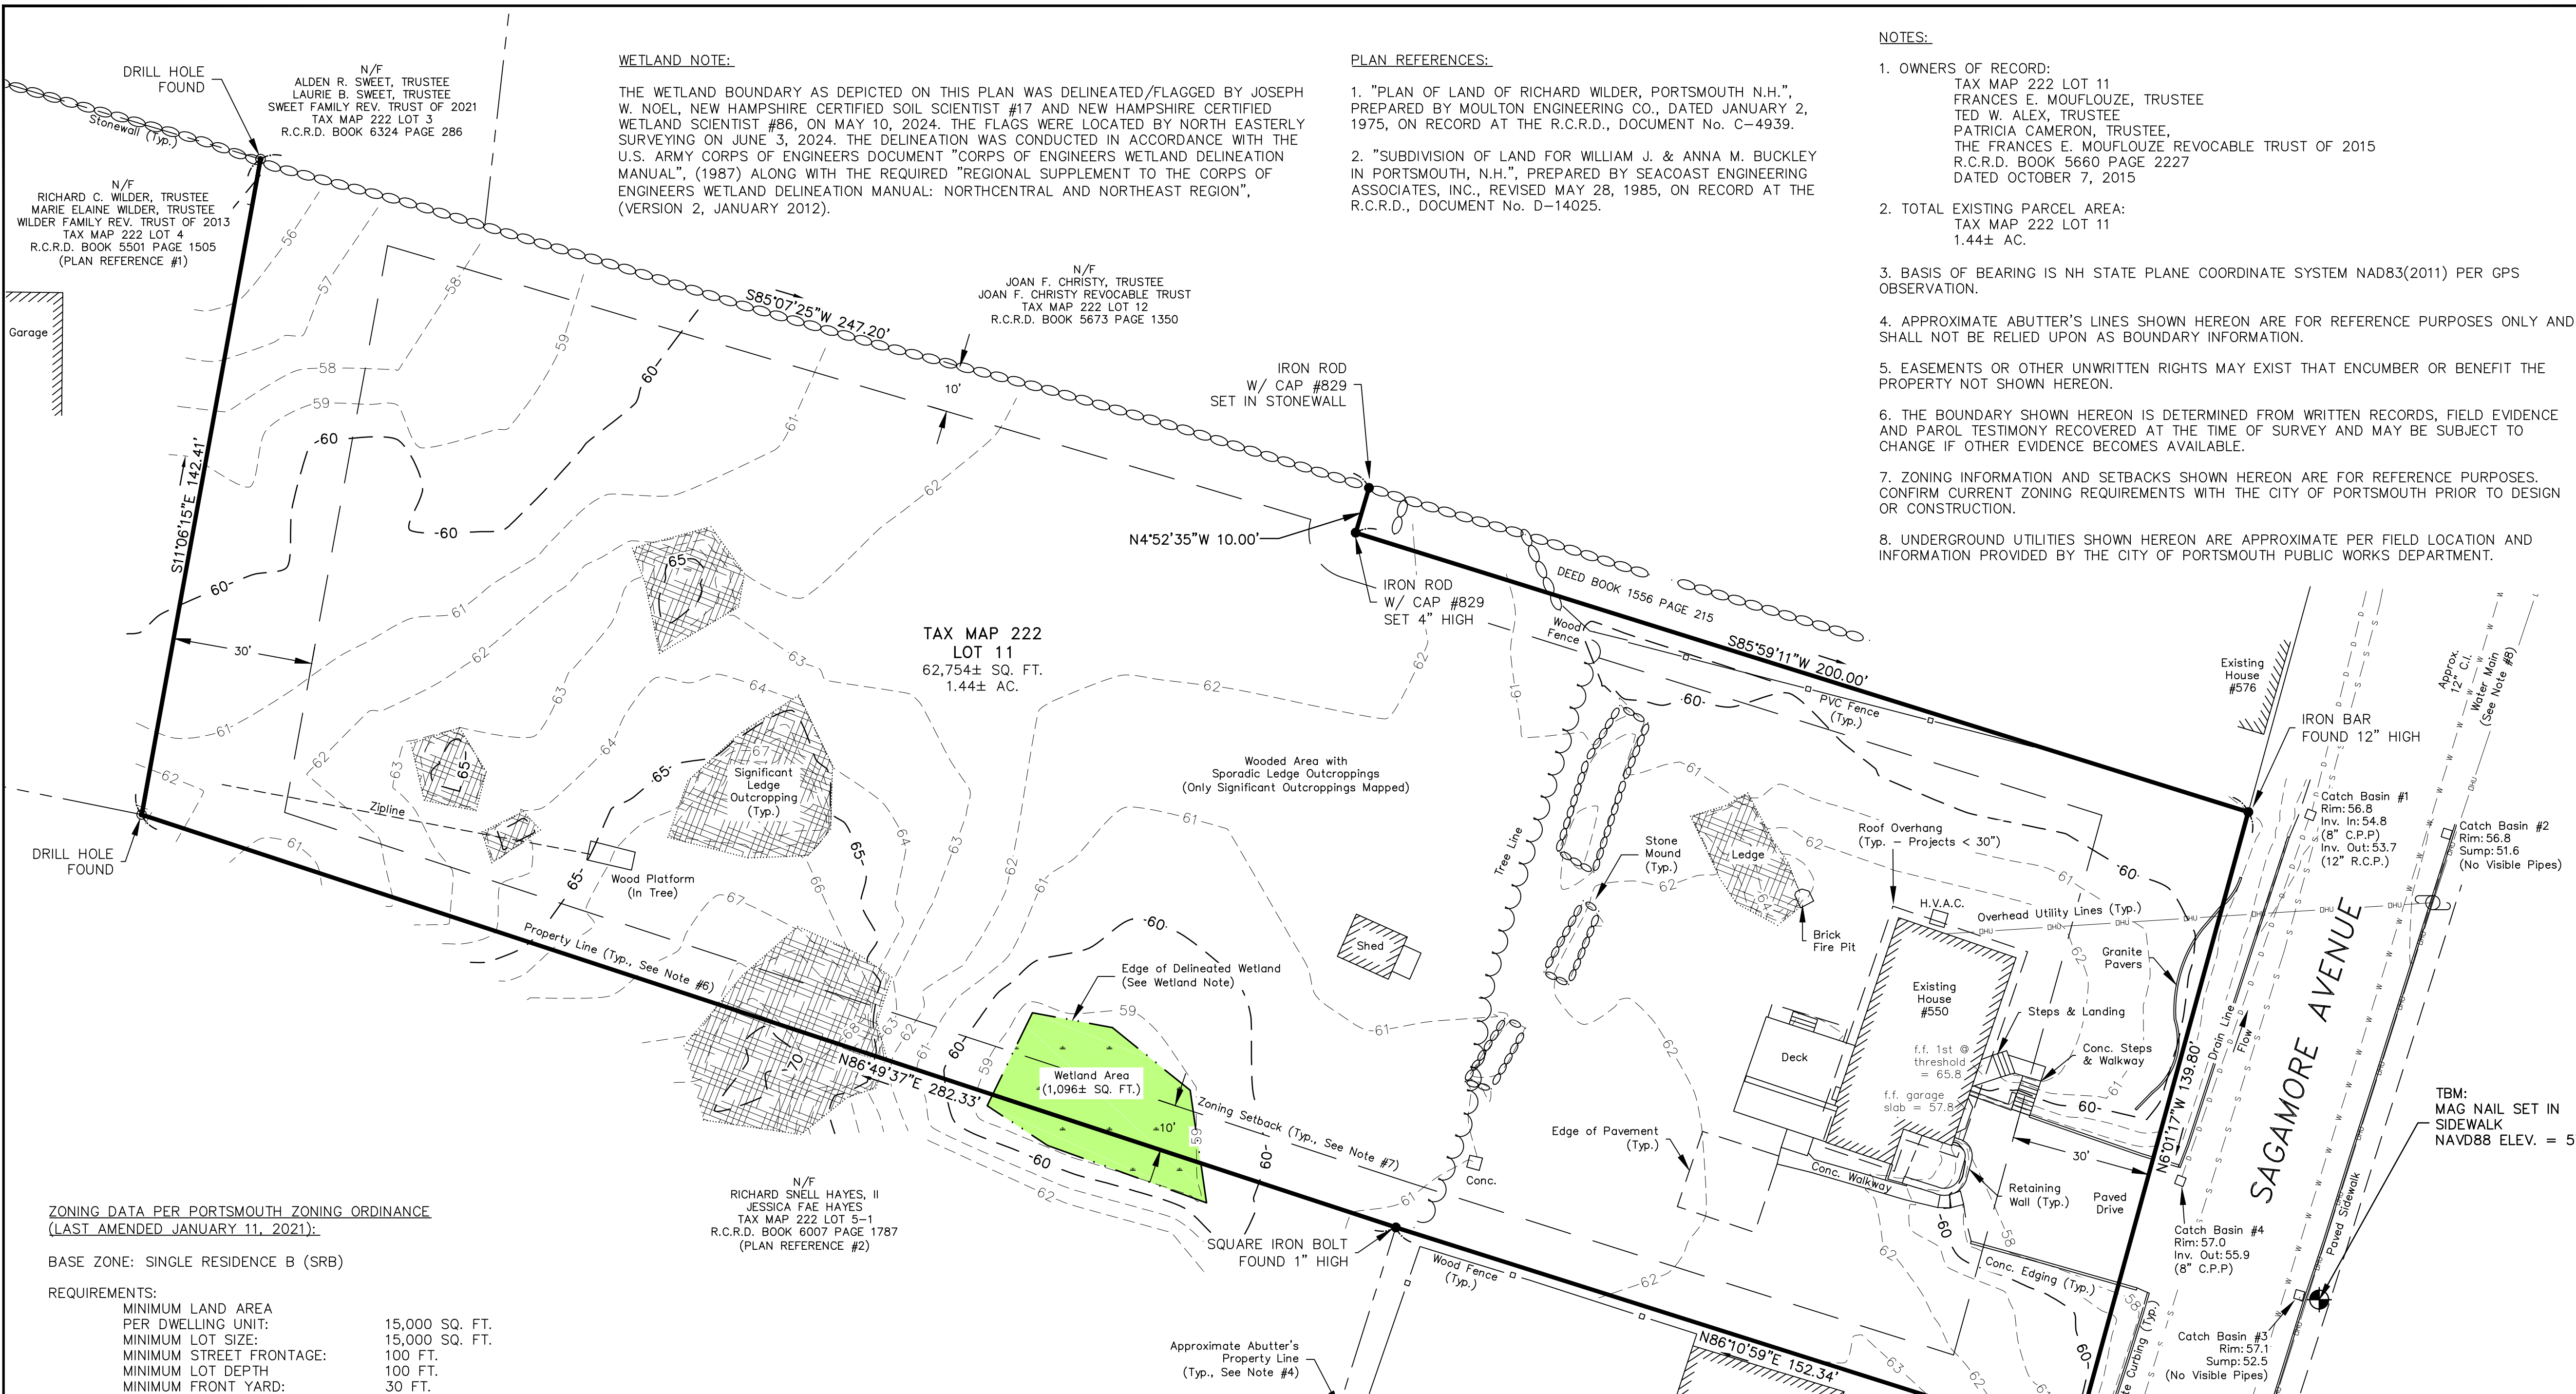 DRILL HOLE
FOUND
N/F
ALDEN R. SWEET, TRUSTEE
LAURIE B. SWEET, TRUSTEE
SWEET FAMILY REV. TRUST OF 2021
TAX MAP 222 LOT 3
R.C.R.D. BOOK 6324 PAGE 286
Stonewall (Typ.)
N/F
RICHARD C. WILDER, TRUSTEE
MARIE ELAINE WILDER, TRUSTEE
WILDER FAMILY REV. TRUST OF 2013
TAX MAP 222 LOT 4
R.C.R.D. BOOK 5501 PAGE 1505
(PLAN REFERENCE #1)
Garage
WETLAND NOTE:
THE WETLAND BOUNDARY AS DEPICTED ON THIS PLAN WAS DELINEATED/FLAGGED BY JOSEPH
W. NOEL, NEW HAMPSHIRE CERTIFIED SOIL SCIENTIST #17 AND NEW HAMPSHIRE CERTIFIED
WETLAND SCIENTIST #86, ON MAY 10, 2024. THE FLAGS WERE LOCATED BY NORTH EASTERLY
SURVEYING ON JUNE 3, 2024. THE DELINEATION WAS CONDUCTED IN ACCORDANCE WITH THE
U.S. ARMY CORPS OF ENGINEERS DOCUMENT "CORPS OF ENGINEERS WETLAND DELINEATION
MANUAL", (1987) ALONG WITH THE REQUIRED "REGIONAL SUPPLEMENT TO THE CORPS OF
ENGINEERS WETLAND DELINEATION MANUAL: NORTHCENTRAL AND NORTHEAST REGION",
(VERSION 2, JANUARY 2012).
PLAN REFERENCES:
1. "PLAN OF LAND OF RICHARD WILDER, PORTSMOUTH N.H.",
PREPARED BY MOULTON ENGINEERING CO., DATED JANUARY 2,
1975, ON RECORD AT THE R.C.R.D., DOCUMENT No. C-4939.
2. "SUBDIVISION OF LAND FOR WILLIAM J. & ANNA M. BUCKLEY
IN PORTSMOUTH, N.H.", PREPARED BY SEACOAST ENGINEERING
ASSOCIATES, INC., REVISED MAY 28, 1985, ON RECORD AT THE
R.C.R.D., DOCUMENT No. D-14025.
NOTES:
1. OWNERS OF RECORD:
TAX MAP 222 LOT 11
FRANCES E. MOUFLOUZE, TRUSTEE
TED W. ALEX, TRUSTEE
PATRICIA CAMERON, TRUSTEE,
THE FRANCES E. MOUFLOUZE REVOCABLE TRUST OF 2015
R.C.R.D. BOOK 5660 PAGE 2227
DATED OCTOBER 7, 2015
2. TOTAL EXISTING PARCEL AREA:
TAX MAP 222 LOT 11
1.44± AC.
3. BASIS OF BEARING IS NH STATE PLANE COORDINATE SYSTEM NAD83(2011) PER GPS
OBSERVATION.
4. APPROXIMATE ABUTTER'S LINES SHOWN HEREON ARE FOR REFERENCE PURPOSES ONLY AND
SHALL NOT BE RELIED UPON AS BOUNDARY INFORMATION.
5. EASEMENTS OR OTHER UNWRITTEN RIGHTS MAY EXIST THAT ENCUMBER OR BENEFIT THE
PROPERTY NOT SHOWN HEREON.
6. THE BOUNDARY SHOWN HEREON IS DETERMINED FROM WRITTEN RECORDS, FIELD EVIDENCE
AND PAROL TESTIMONY RECOVERED AT THE TIME OF SURVEY AND MAY BE SUBJECT TO
CHANGE IF OTHER EVIDENCE BECOMES AVAILABLE.
7. ZONING INFORMATION AND SETBACKS SHOWN HEREON ARE FOR REFERENCE PURPOSES.
CONFIRM CURRENT ZONING REQUIREMENTS WITH THE CITY OF PORTSMOUTH PRIOR TO DESIGN
OR CONSTRUCTION.
8. UNDERGROUND UTILITIES SHOWN HEREON ARE APPROXIMATE PER FIELD LOCATION AND
INFORMATION PROVIDED BY THE CITY OF PORTSMOUTH PUBLIC WORKS DEPARTMENT.
S85°07'25"W 247.20'
N/F
JOAN F. CHRISTY, TRUSTEE
JOAN F. CHRISTY REVOCABLE TRUST
TAX MAP 222 LOT 12
R.C.R.D. BOOK 5673 PAGE 1350
10'
IRON ROD
W/ CAP #829
SET IN STONEWALL
N4°52'35"W 10.00'
IRON ROD
W/ CAP #829
SET 4" HIGH
DEED BOOK 1556 PAGE 215
Wood
Fence
S85°59'11"W 200.00'
PVC Fence
(Typ.)
S11°06'15"E 142.41'
30'
56
57
58
59
58
59
60
60
60
60
61
62
61
62
63
64
65
TAX MAP 222
LOT 11
62,754± SQ. FT.
1.44± AC.
Existing
House
#576
Approx.
12" C.I.
Water Main
(See Note #8)
IRON BAR
FOUND 12" HIGH
Catch Basin #1
Rim: 56.8
Inv. In: 54.8
(8" C.P.P)
Inv. Out: 53.7
(12" R.C.P.)
Catch Basin #2
Rim: 56.8
Sump: 51.6
(No Visible Pipes)
DRILL HOLE
FOUND
Zipline
Significant
Ledge
Outcropping
(Typ.)
67
65
Wood Platform
(In Tree)
Wooded Area with
Sporadic Ledge Outcroppings
(Only Significant Outcroppings Mapped)
Tree Line
Stone
Mound
(Typ.)
Ledge
64
Roof Overhang
(Typ. - Projects < 30")
H.V.A.C.
Overhead Utility Lines (Typ.)
OHU
Brick
Fire Pit
Granite
Pavers
Shed
Property Line (Typ., See Note #6)
Edge of Delineated Wetland
(See Wetland Note)
Existing
House
#550
Steps & Landing
Deck
f.f. 1st @
threshold
= 65.8
Conc. Steps
& Walkway
f.f. garage
slab = 57.8
Drain Line
Flow
SAGAMORE AVENUE
N6°01'17"W 139.80'
N86°49'37"E 282.33'
70
68
Wetland Area
(1,096± SQ. FT.)
59
10'
Zoning Setback (Typ., See Note #7)
Edge of Pavement
(Typ.)
Conc. Walkway
Conc.
30'
Retaining
Wall (Typ.)
Paved
Drive
TBM:
MAG NAIL SET IN
SIDEWALK
NAVD88 ELEV. = 5
Paved Sidewalk
Catch Basin #4
Rim: 57.0
Inv. Out: 55.9
(8" C.P.P)
N/F
RICHARD SNELL HAYES, II
JESSICA FAE HAYES
TAX MAP 222 LOT 5-1
R.C.R.D. BOOK 6007 PAGE 1787
(PLAN REFERENCE #2)
SQUARE IRON BOLT
FOUND 1" HIGH
Wood Fence
(Typ.)
Conc. Edging (Typ.)
Catch Basin #3
Rim: 57.1
Sump: 52.5
(No Visible Pipes)
Approximate Abutter's
Property Line
(Typ., See Note #4)
N86°10'59"E 152.34'
te Curbing (Typ.)
ZONING DATA PER PORTSMOUTH ZONING ORDINANCE
(LAST AMENDED JANUARY 11, 2021):
BASE ZONE: SINGLE RESIDENCE B (SRB)
REQUIREMENTS:
MINIMUM LAND AREA
PER DWELLING UNIT: 15,000 SQ. FT.
MINIMUM LOT SIZE: 15,000 SQ. FT.
MINIMUM STREET FRONTAGE: 100 FT.
MINIMUM LOT DEPTH 100 FT.
MINIMUM FRONT YARD: 30 FT.